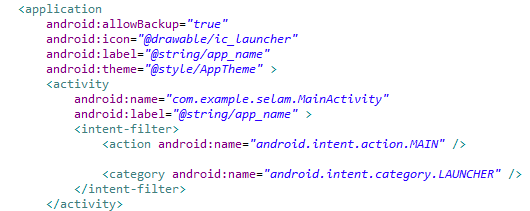 <application
android:allowBackup="true"
android:icon="@drawable/ic_launcher"
android:label="@string/app_name"
android:theme="@style/AppTheme" >
<activity
android:name="com.example.selam.MainActivity"
android:label="@string/app_name" >
<intent-filter>
<action android:name="android.intent.action.MAIN" />
<category android:name="android.intent.category.LAUNCHER" />
</intent-filter>
</activity>